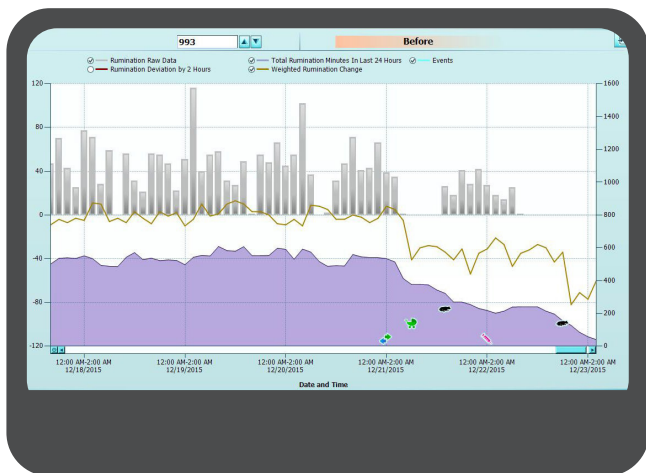 993
Before
Rumination Raw Data
Total Rumination Minutes In Last 24 Hours
Events
Rumination Deviation by 2 Hours
Weighted Rumination Change
120
80
40
0
-40
-80
-120
1600
1400
1200
1000
800
600
400
200
0
12:00 AM-2:00 AM
12/18/2015
12:00 AM-2:00 AM
12/19/2015
12:00 AM-2:00 AM
12/20/2015
12:00 AM-2:00 AM
12/21/2015
12:00 AM-2:00 AM
12/22/2015
12:00 AM-2:00 AM
12/23/2015
Date and Time